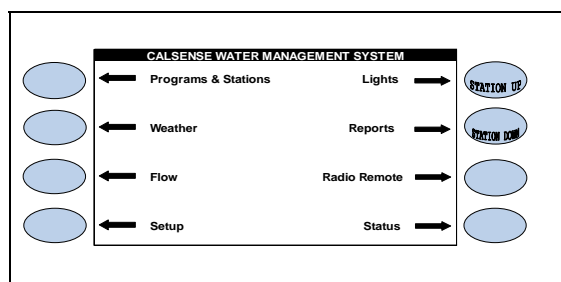 CALSENSE WATER MANAGEMENT SYSTEM
Programs & Stations
Lights
STATION UP
Weather
Reports
STATION DOWN
Flow
Radio Remote
Setup
Status